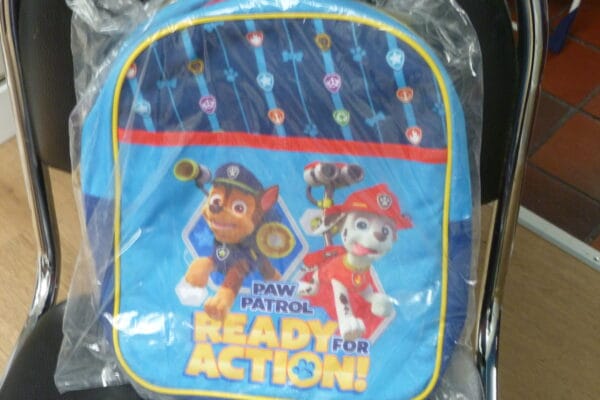 PAW
PATROL
READY FOR
ACTION!